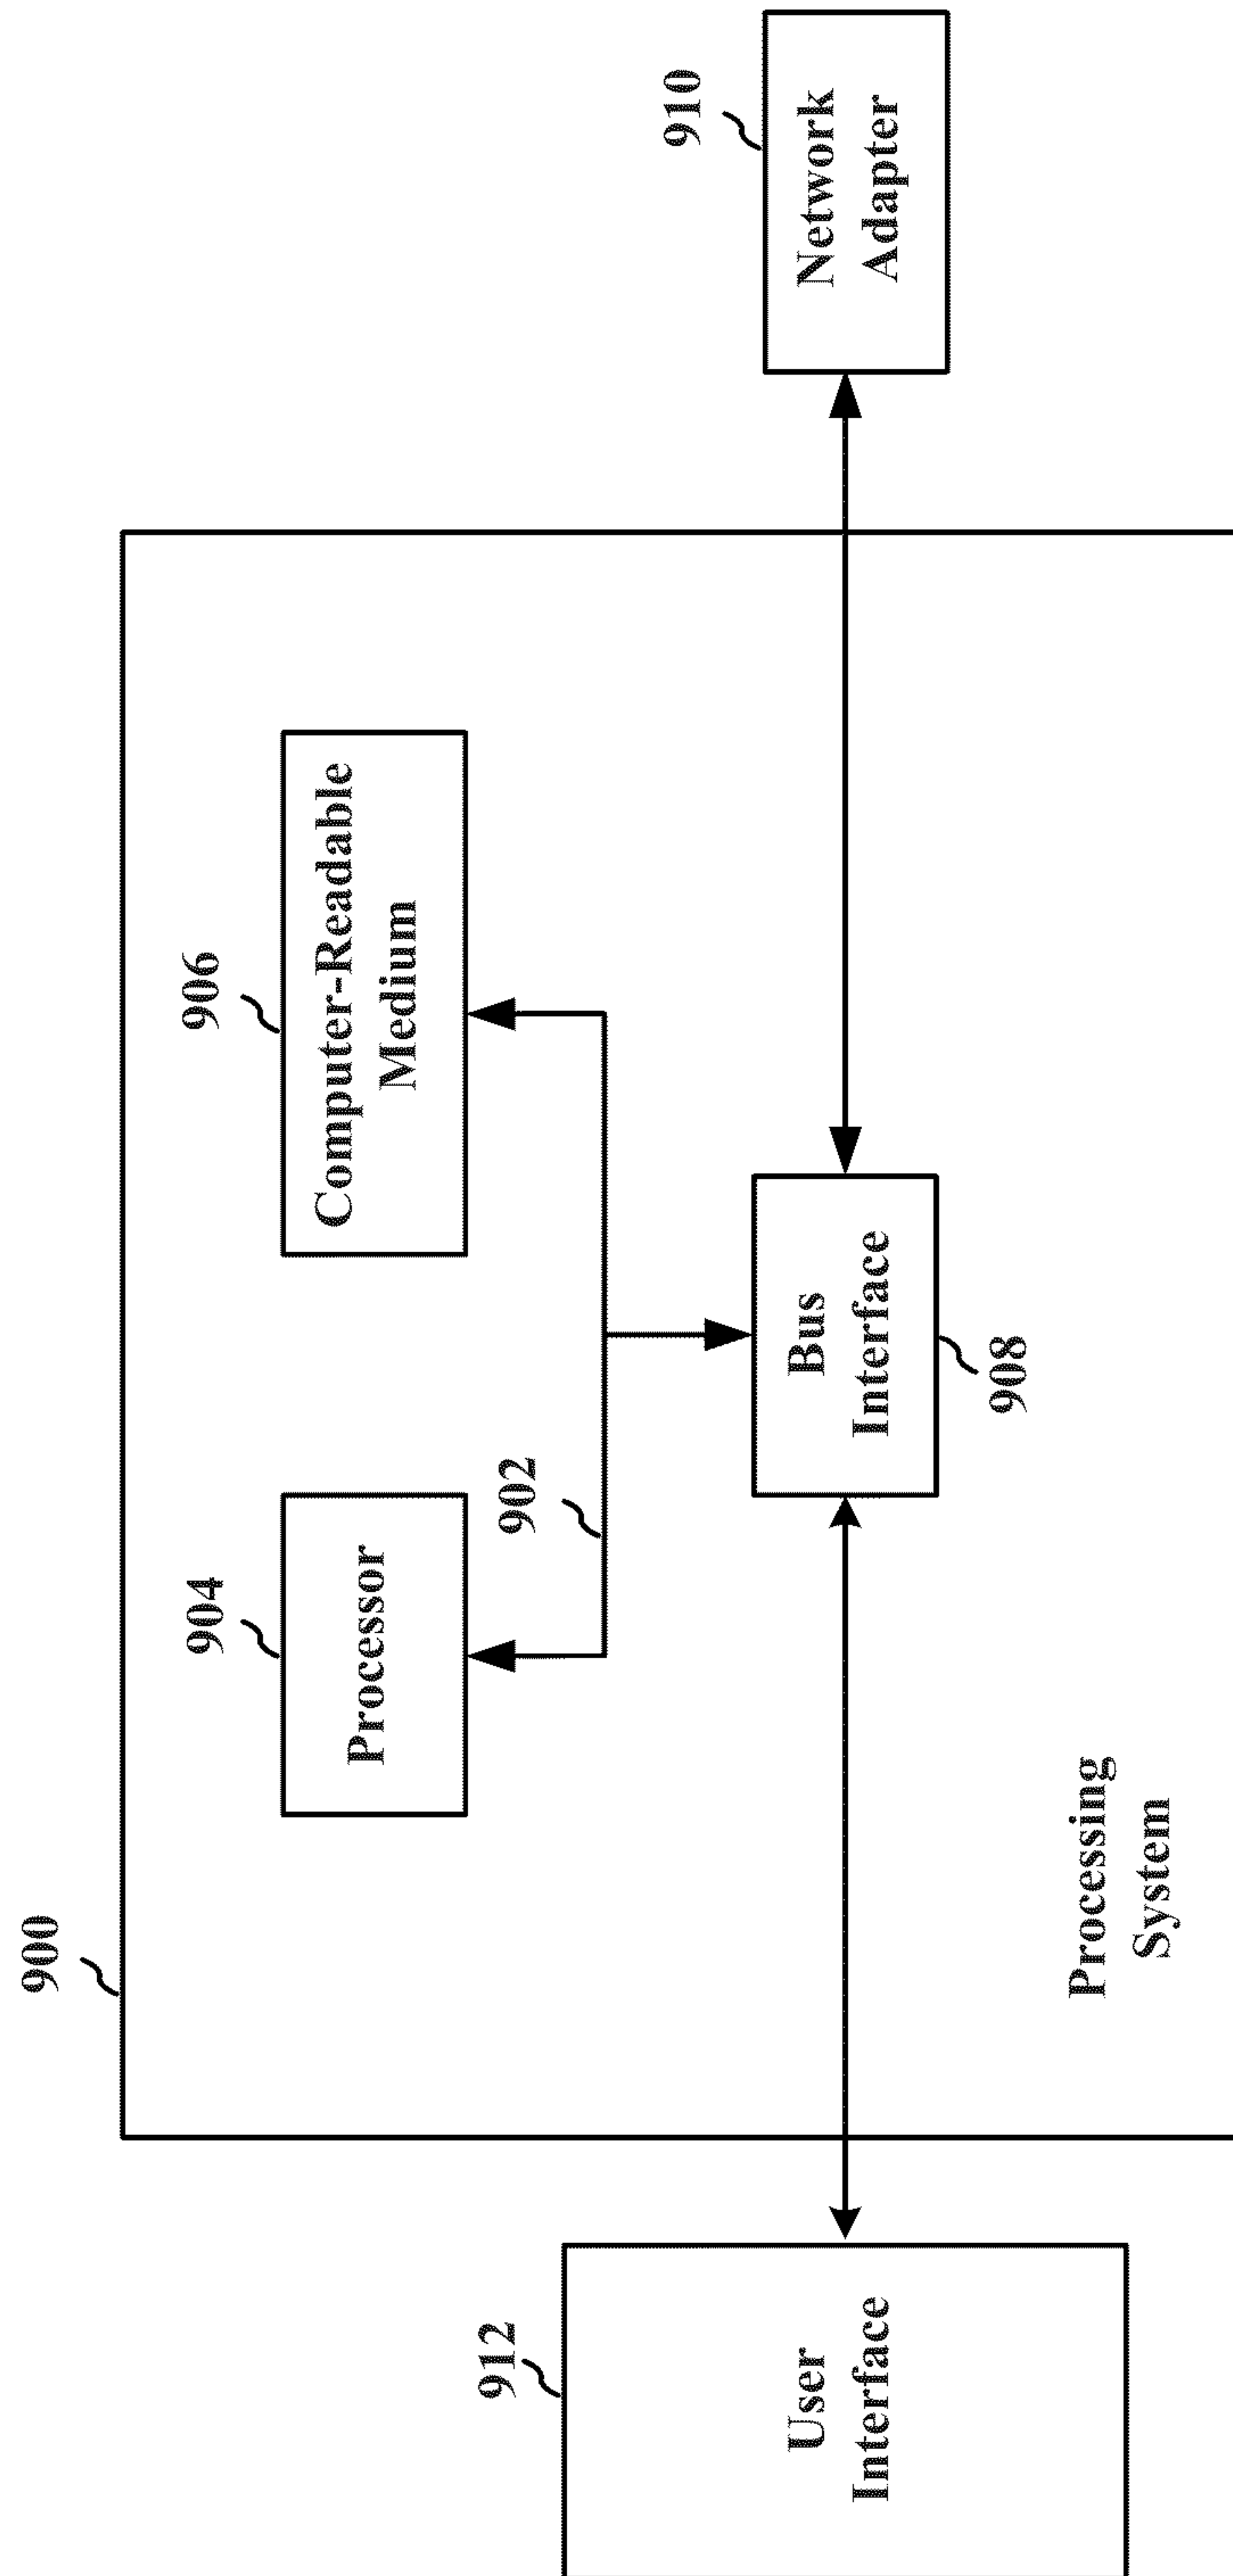 900
904
Processor
906
Computer-Readable
Medium
902
912
User
Interface
Bus
Interface
908
910
Network
Adapter
Processing
System